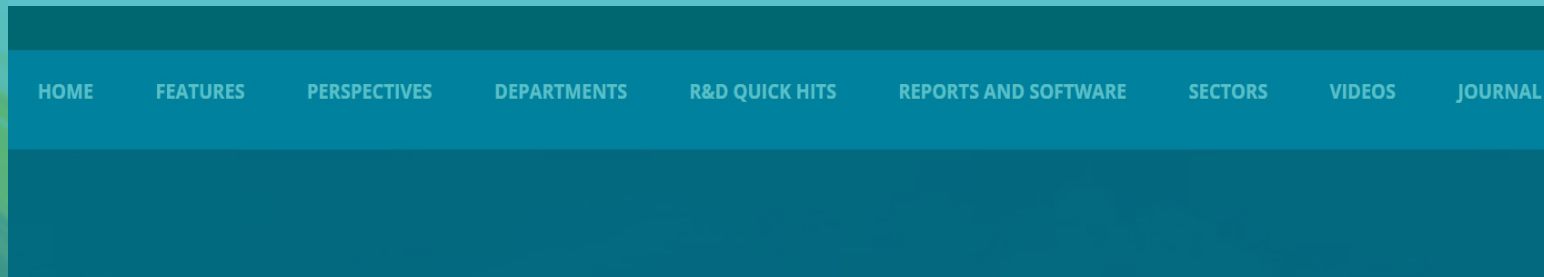 HOME FEATURES PERSPECTIVES DEPARTMENTS R&D QUICK HITS REPORTS AND SOFTWARE SECTORS VIDEOS JOURNAL